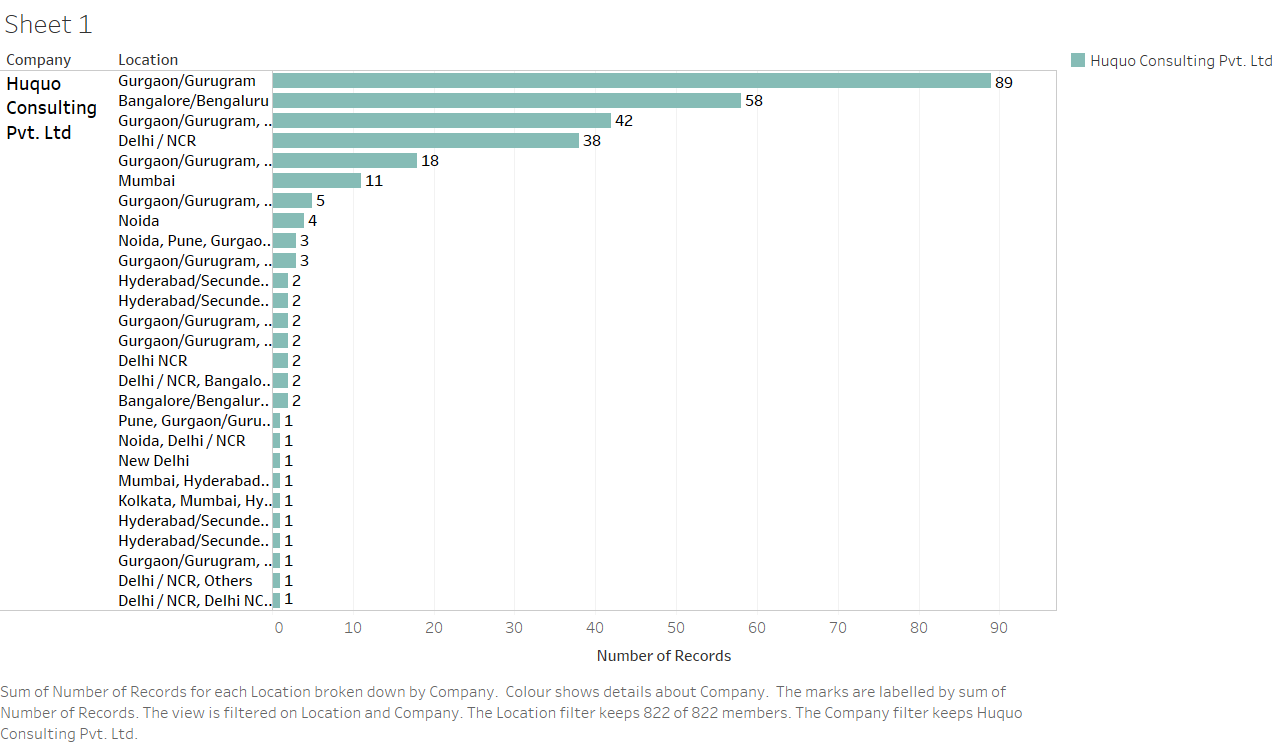 Sheet 1
Company Location
Huquo Consulting Pvt. Ltd
Huquo
Consulting
Pvt. Ltd
Gurgaon/Gurugram 89
Bangalore/Bengaluru 58
Gurgaon/Gurugram, .. 42
Delhi / NCR 38
Gurgaon/Gurugram, .. 18
Mumbai 11
Gurgaon/Gurugram, .. 5
Noida 4
Noida, Pune, Gurgao.. 3
Gurgaon/Gurugram, .. 3
Hyderabad/Secunde.. 2
Hyderabad/Secunde.. 2
Gurgaon/Gurugram, .. 2
Gurgaon/Gurugram, .. 2
Delhi NCR 2
Delhi / NCR, Bangalo.. 2
Bangalore/Bengalur.. 2
Pune, Gurgaon/Guru.. 1
Noida, Delhi / NCR 1
New Delhi 1
Mumbai, Hyderabad.. 1
Kolkata, Mumbai, Hy.. 1
Hyderabad/Secunde.. 1
Hyderabad/Secunde.. 1
Gurgaon/Gurugram, .. 1
Delhi / NCR, Others 1
Delhi / NCR, Delhi NC.. 1
0 10 20 30 40 50 60 70 80 90
Number of Records
Sum of Number of Records for each Location broken down by Company. Colour shows details about Company. The marks are labelled by sum of
Number of Records. The view is filtered on Location and Company. The Location filter keeps 822 of 822 members. The Company filter keeps Huquo
Consulting Pvt. Ltd.